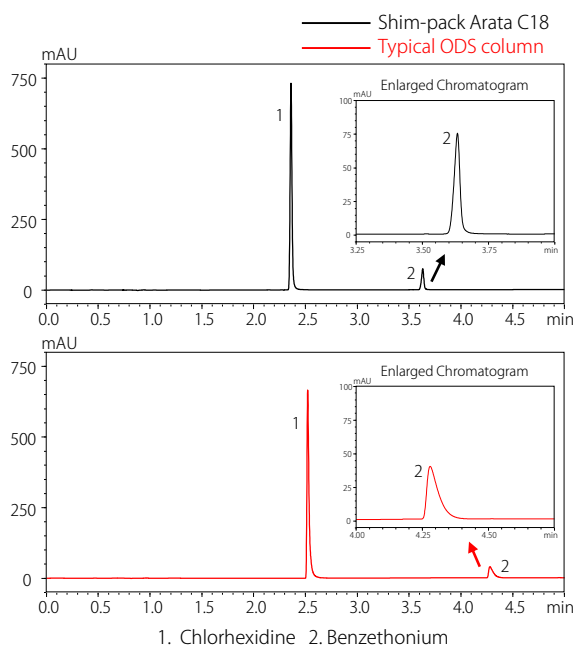 Shim-pack Arata C18
Typical ODS column
mAU
750
500
250
0
1
2
0.0 0.5 1.0 1.5 2.0 2.5 3.0 3.5 4.0 4.5 min
Enlarged Chromatogram
mAU
100
75
50
25
0
2
3.25 3.50 3.75 min
mAU
750
500
250
0
1
2
0.0 0.5 1.0 1.5 2.0 2.5 3.0 3.5 4.0 4.5 min
Enlarged Chromatogram
mAU
100
75
50
25
0
2
4.00 4.25 4.50 min
1. Chlorhexidine 2. Benzethonium